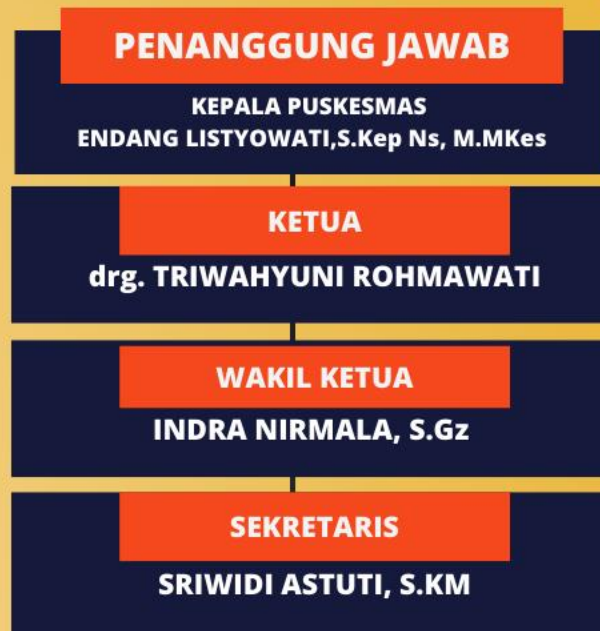 PENANGGUNG JAWAB
KEPALA PUSKESMAS
ENDANG LISTYOWATI,S.Kep Ns, M.MKes
KETUA
drg. TRIWAHYUNI ROHMAWATI
WAKIL KETUA
INDRA NIRMALA, S.Gz
SEKRETARIS
SRIWIDI ASTUTI, S.KM